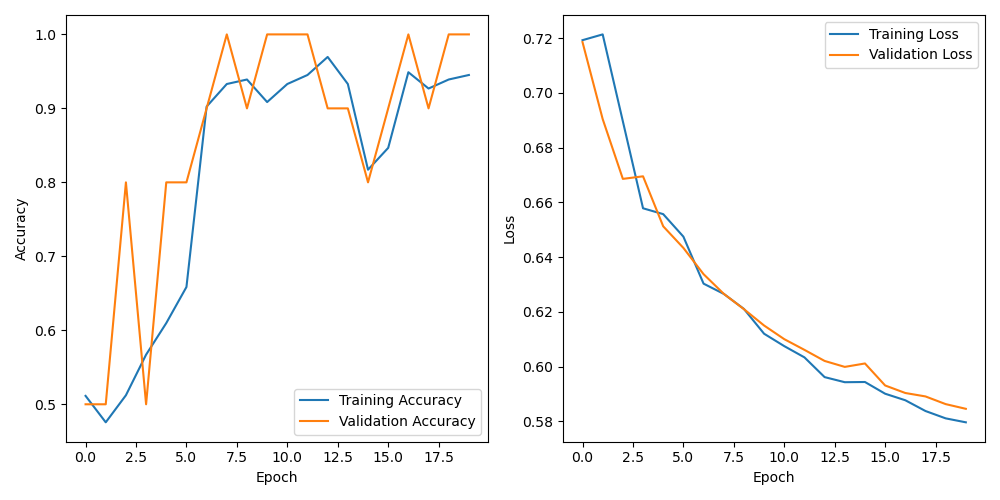 1.0
0.9
0.8
0.7
0.6
0.5
Accuracy
0.0 2.5 5.0 7.5 10.0 12.5 15.0 17.5
Epoch
Training Accuracy
Validation Accuracy
0.72
0.70
0.68
0.66
0.64
0.62
0.60
0.58
Loss
0.0 2.5 5.0 7.5 10.0 12.5 15.0 17.5
Epoch
Training Loss
Validation Loss